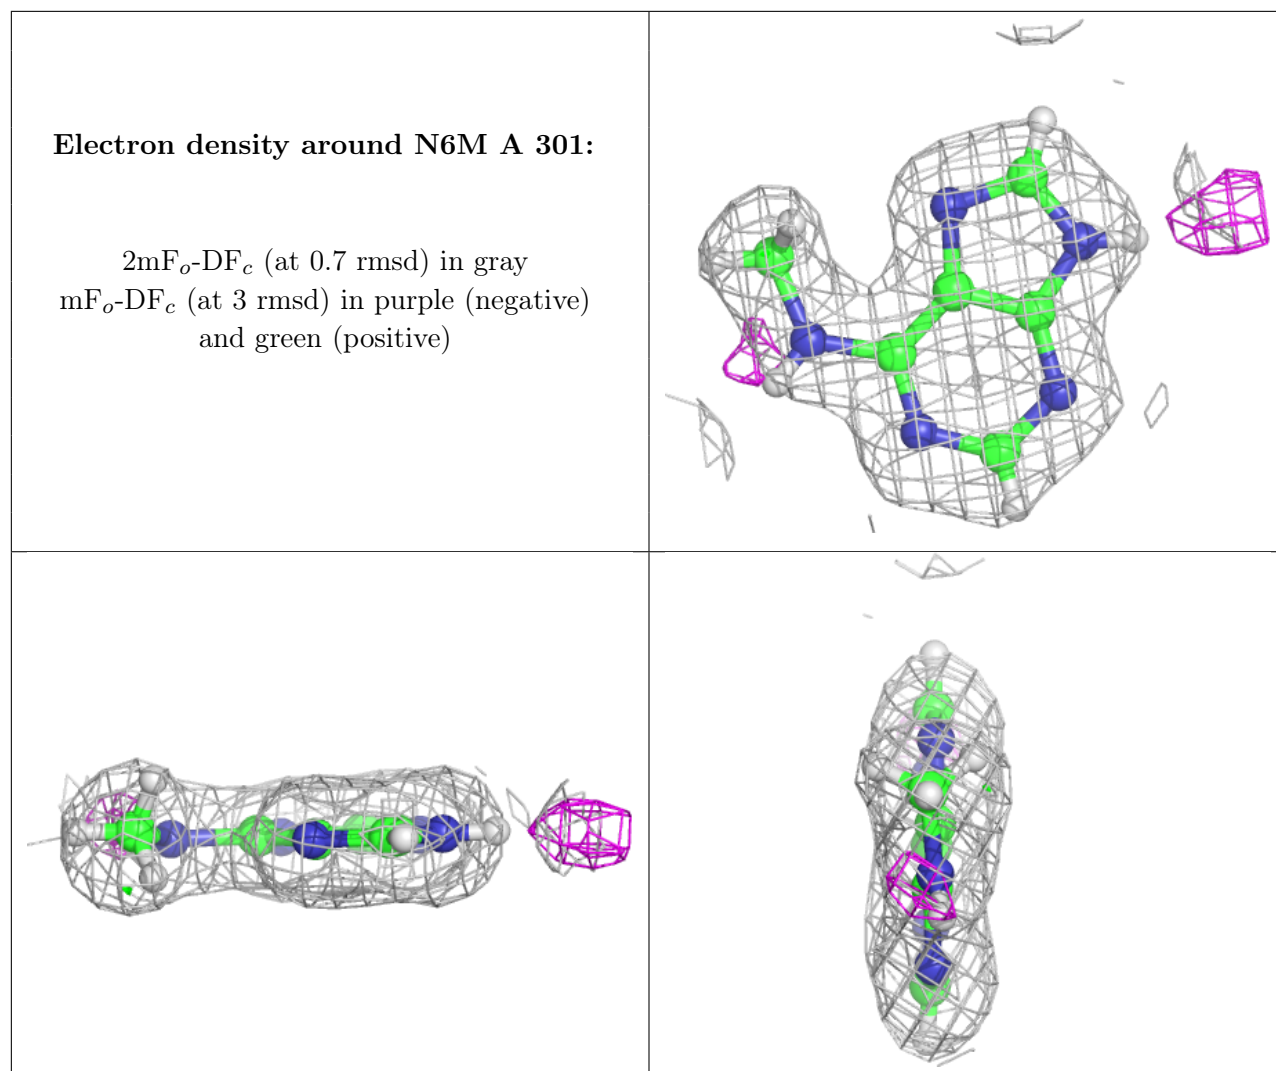 Electron density around N6M A 301:
2mFo-DFc (at 0.7 rmsd) in gray
mFo-DFc (at 3 rmsd) in purple (negative)
and green (positive)